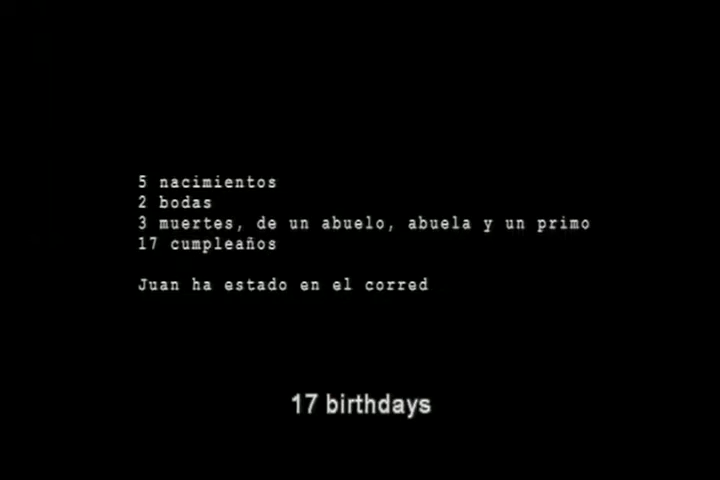 5 nacimientos
2 bodas
3 muertes, de un abuelo, abuela y un primo
17 cumpleaños
Juan ha estado en el corred
17 birthdays